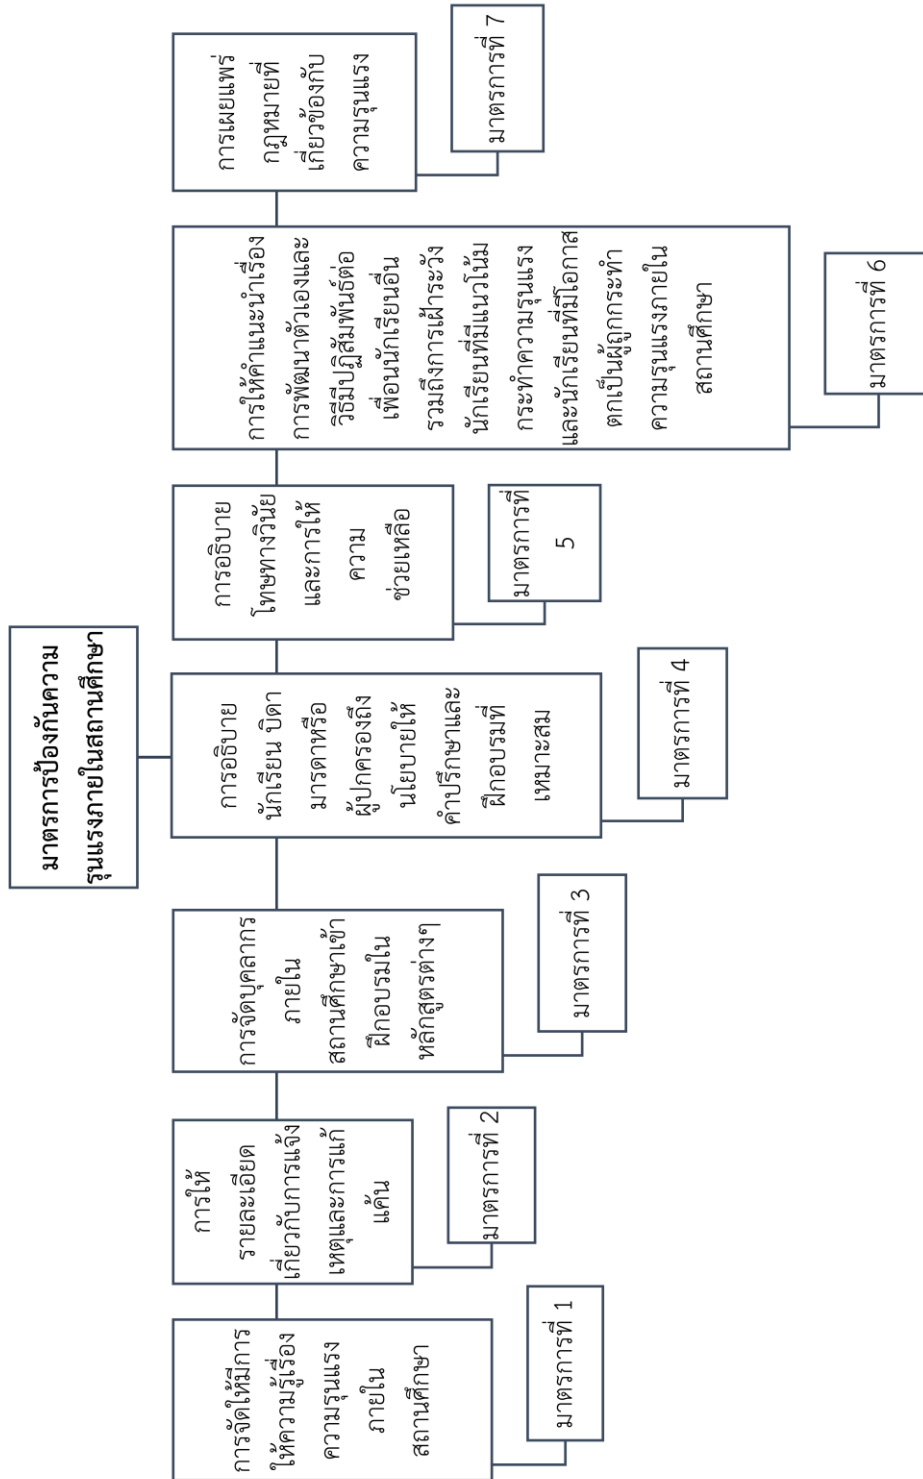 มาตรการป้องกันความ
รุนแรงภายในสถานศึกษา
การจัดให้มีการ
ให้ความรู้เรื่อง
ความรุนแรง
ภายใน
สถานศึกษา
มาตรการที่ 1
การให้
รายละเอียด
เกี่ยวกับการแจ้ง
เหตุและการแก้
แค้น
มาตรการที่ 2
การจัดบุคลากร
ภายใน
สถานศึกษาเข้า
ฝึกอบรมใน
หลักสูตรต่างๆ
มาตรการที่ 3
การอธิบาย
นักเรียน บิดา
มารดาหรือ
ผู้ปกครองถึง
นโยบายให้
คำปรึกษาและ
ฝึกอบรมที่
เหมาะสม
มาตรการที่ 4
การอธิบาย
โทษทางวินัย
และการให้
ความ
ช่วยเหลือ
มาตรการที่
5
การให้คำแนะนำเรื่อง
การพัฒนาตัวเองและ
วิธีมีปฏิสัมพันธ์ต่อ
เพื่อนนักเรียนอื่น
รวมถึงการเฝ้าระวัง
นักเรียนที่มีแนวโน้ม
กระทำความรุนแรง
และนักเรียนที่มีโอกาส
ตกเป็นผู้ถูกกระทำ
ความรุนแรงภายใน
สถานศึกษา
มาตรการที่ 6
การเผยแพร่
กฎหมายที่
เกี่ยวข้องกับ
ความรุนแรง
มาตรการที่ 7